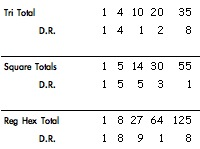 Tri Total 1 4 10 20 35
D.R. 1 4 1 2 8
Square Totals 1 5 14 30 55
D.R. 1 5 5 3 1
Reg Hex Total 1 8 27 64 125
D.R. 1 8 9 1 8